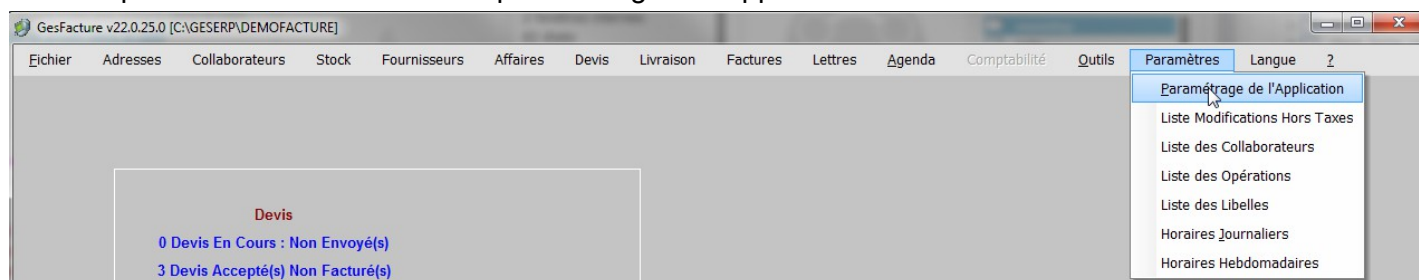 GesFacture v22.0.25.0 [C:\GESERP\DEMOFACTURE]
Fichier Adresses Collaborateurs Stock Fournisseurs Affaires Devis Livraison Factures Lettres Agenda Comptabilité Outils Paramètres Langue ?
Paramétrage de l'Application
Liste Modifications Hors Taxes
Liste des Collaborateurs
Liste des Opérations
Liste des Libelles
Horaires Journaliers
Horaires Hebdomadaires
Devis
0 Devis En Cours : Non Envoyé(s)
3 Devis Accepté(s) Non Facturé(s)